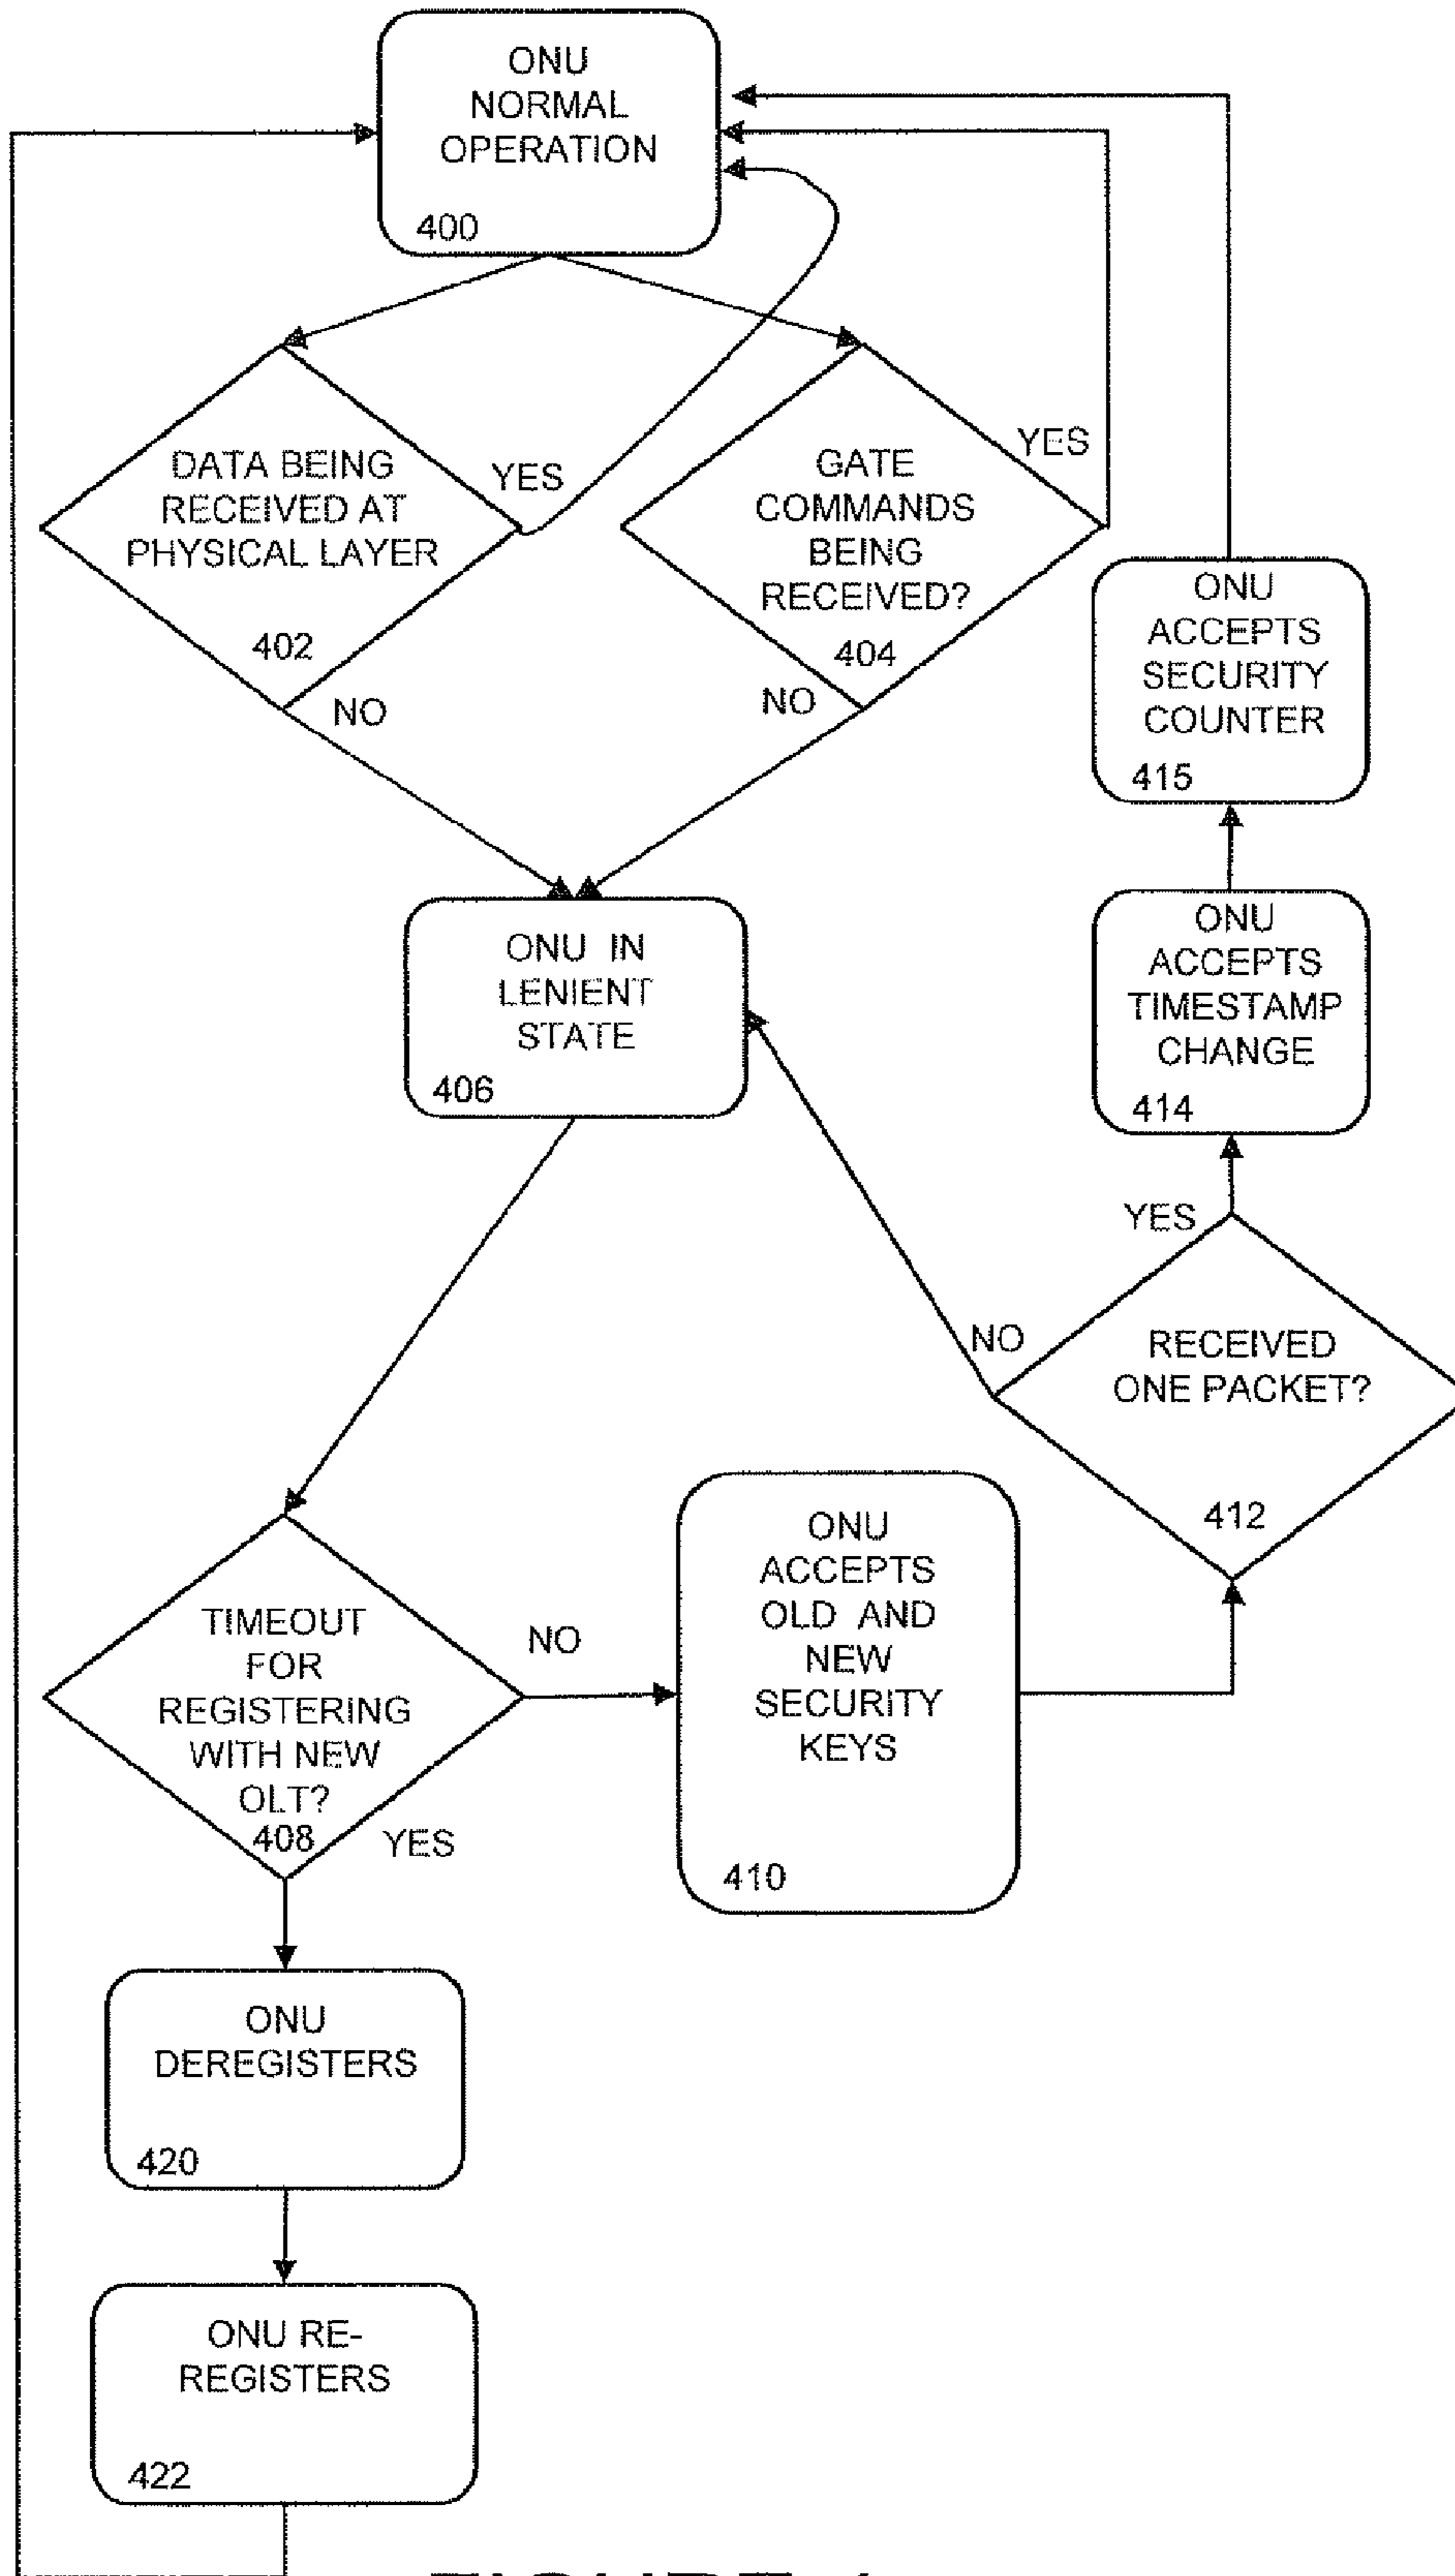 ONU
NORMAL
OPERATION
400
DATA BEING
RECEIVED AT
PHYSICAL LAYER
402
YES
NO
GATE
COMMANDS
BEING
RECEIVED?
404
YES
NO
ONU
ACCEPTS
SECURITY
COUNTER
415
ONU IN
LENIENT
STATE
406
ONU
ACCEPTS
TIMESTAMP
CHANGE
414
YES
NO
RECEIVED
ONE PACKET?
412
TIMEOUT
FOR
REGISTERING
WITH NEW
OLT?
408
NO
YES
ONU
ACCEPTS
OLD AND
NEW
SECURITY
KEYS
410
ONU
DEREGISTERS
420
ONU RE-
REGISTERS
422